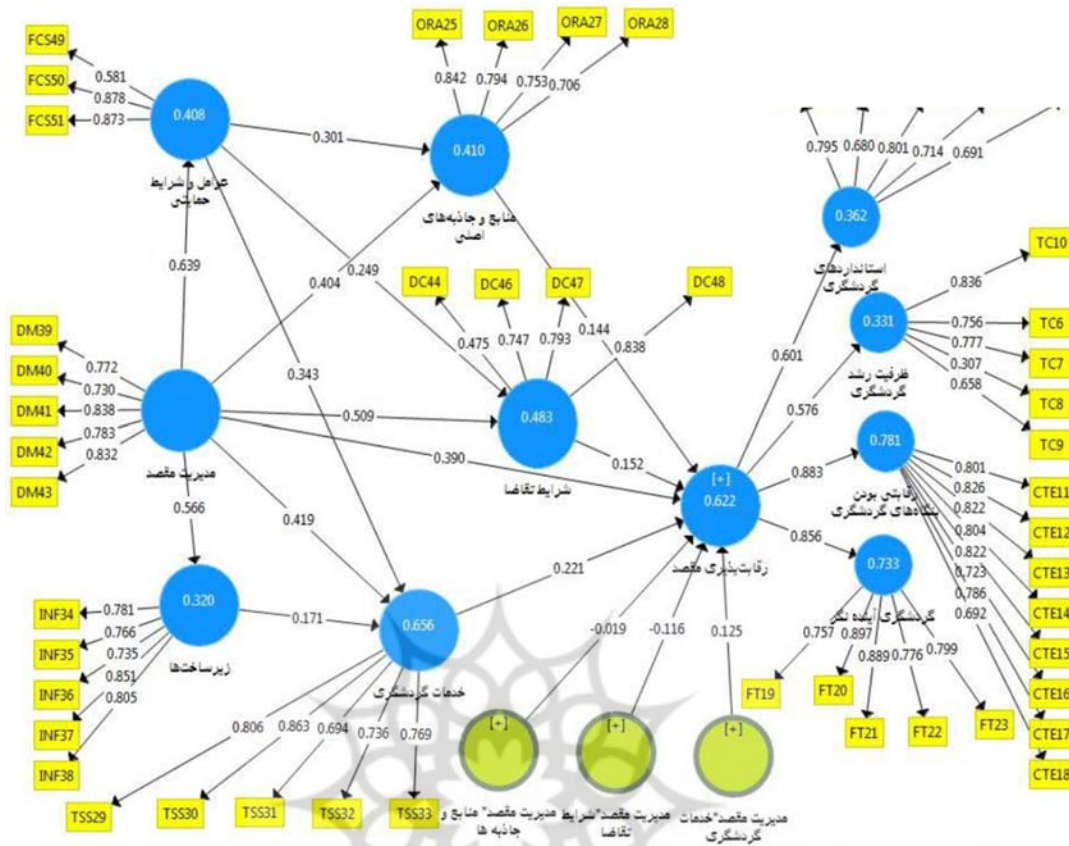 ORA25
ORA26
ORA27
ORA28
FCS49
FCS50
FCS51
0.581
0.878
0.873
0.408
عوامل و شرایط
حمایتی
0.842
0.794
0.753
0.706
0.410
منابع و جاذبه‌های
اصلی
0.301
0.795
0.680
0.801
0.714
0.691
0.362
استانداردهای
گردشگری
0.639
0.404
0.249
0.343
DC44
DC46
DC47
DC48
0.475
0.747
0.793
0.838
0.144
0.483
شرایط تقاضا
0.601
0.576
0.331
ظرفیت رشد
گردشگری
TC10
TC6
TC7
TC8
TC9
0.836
0.756
0.777
0.307
0.658
DM39
DM40
DM41
DM42
DM43
0.772
0.730
0.838
0.783
0.832
مدیریت مقصد
0.509
0.390
0.152
0.566
0.419
[+]
0.622
رقابت‌پذیری مقصد
0.883
0.856
0.781
رقابتی بودن
بنگاه‌های گردشگری
0.801
0.826
0.822
0.804
0.822
0.723
0.786
0.692
CTE11
CTE12
CTE13
CTE14
CTE15
CTE16
CTE17
CTE18
0.733
گردشگری آینده نگر
0.757
0.897
0.889
0.776
0.799
FT19
FT20
FT21
FT22
FT23
INF34
INF35
INF36
INF37
INF38
0.781
0.766
0.735
0.851
0.805
0.320
زیرساخت‌ها
0.171
0.656
خدمات گردشگری
0.221
0.806
0.863
0.694
0.736
0.769
TSS29
TSS30
TSS31
TSS32
TSS33
-0.019
-0.116
0.125
[+]
[+]
[+]
مدیریت مقصد* منابع و
جاذبه ها
مدیریت مقصد*شرایط
تقاضا
مدیریت مقصد*خدمات
گردشگری